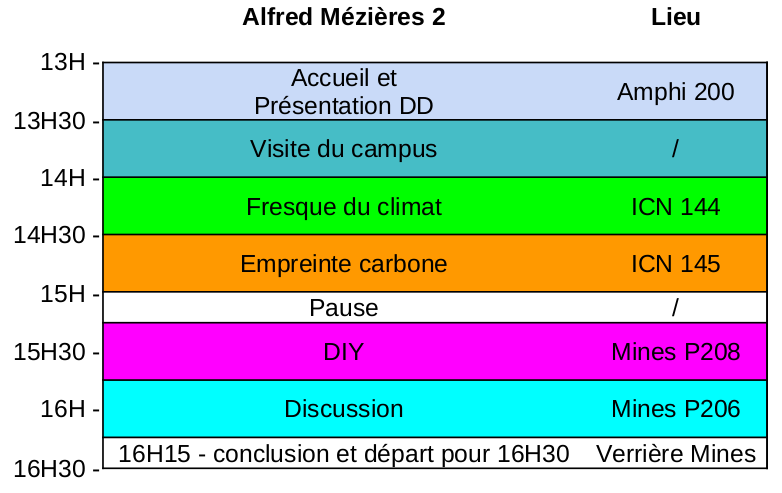 Alfred Mézières 2 Lieu
13H -
Accueil et
Présentation DD Amphi 200
13H30 -
Visite du campus /
14H -
Fresque du climat ICN 144
14H30 -
Empreinte carbone ICN 145
15H -
Pause /
15H30 - DIY Mines P208
16H - Discussion Mines P206
16H15 - conclusion et départ pour 16H30 Verrière Mines
16H30 -